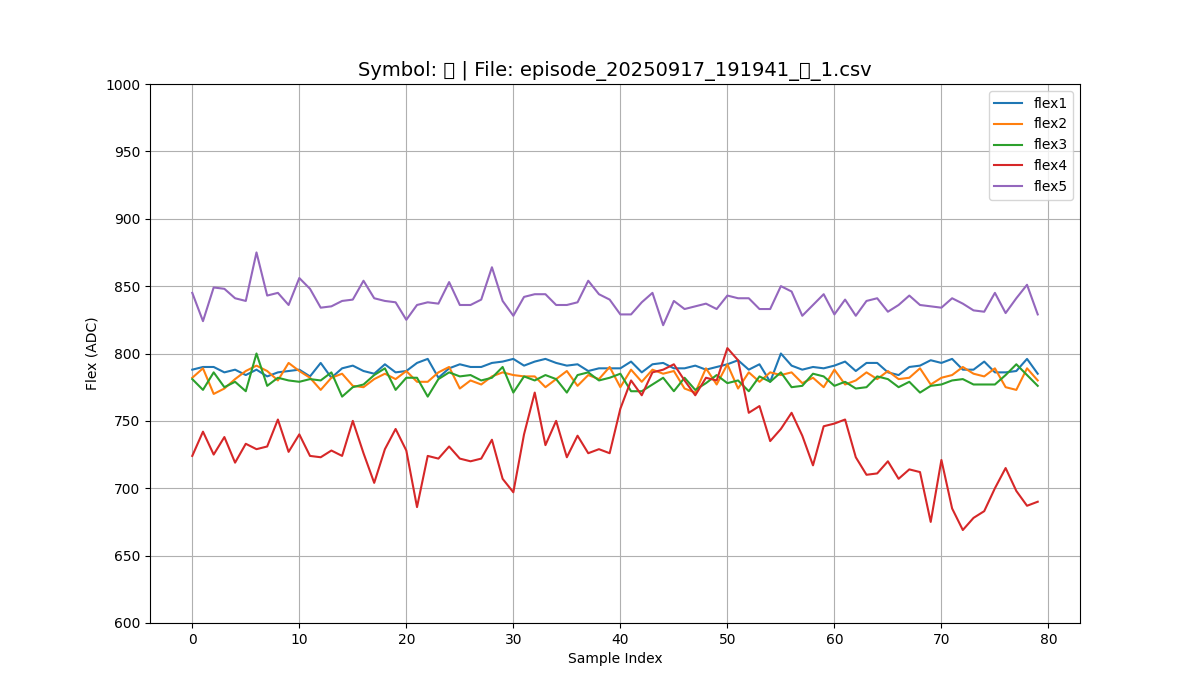 Symbol: | File: episode_20250917_191941_ _1.csv
1000
950
900
850
800
750
700
650
600
Flex (ADC)
flex1
flex2
flex3
flex4
flex5
0 10 20 30 40 50 60 70 80
Sample Index